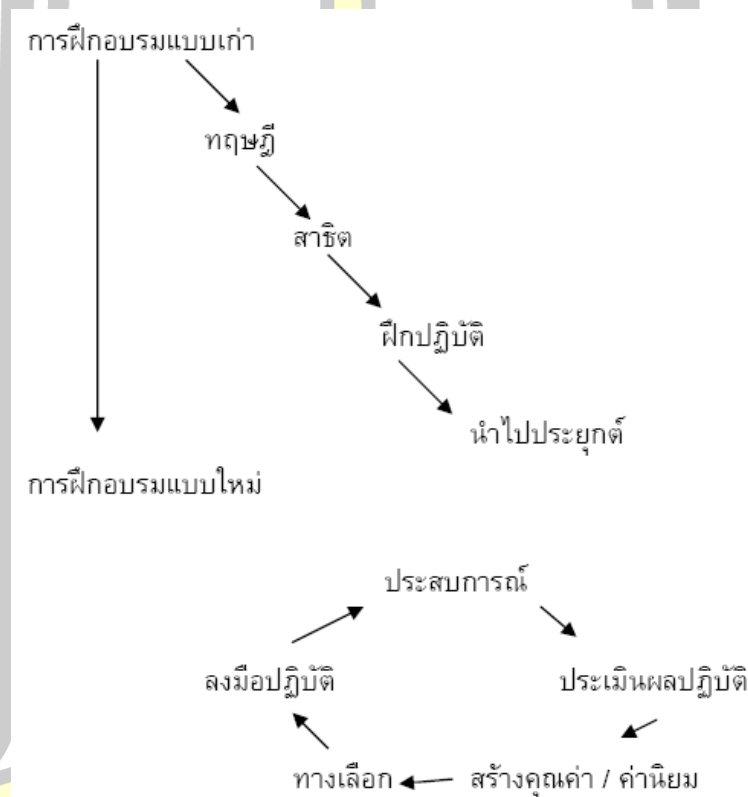 การฝึกอบรมแบบเก่า
ทฤษฎี
สาธิต
ฝึกปฏิบัติ
นำไปประยุกต์
การฝึกอบรมแบบใหม่
ประสบการณ์
ลงมือปฏิบัติ
ประเมินผลปฏิบัติ
ทางเลือก
สร้างคุณค่า / ค่านิยม